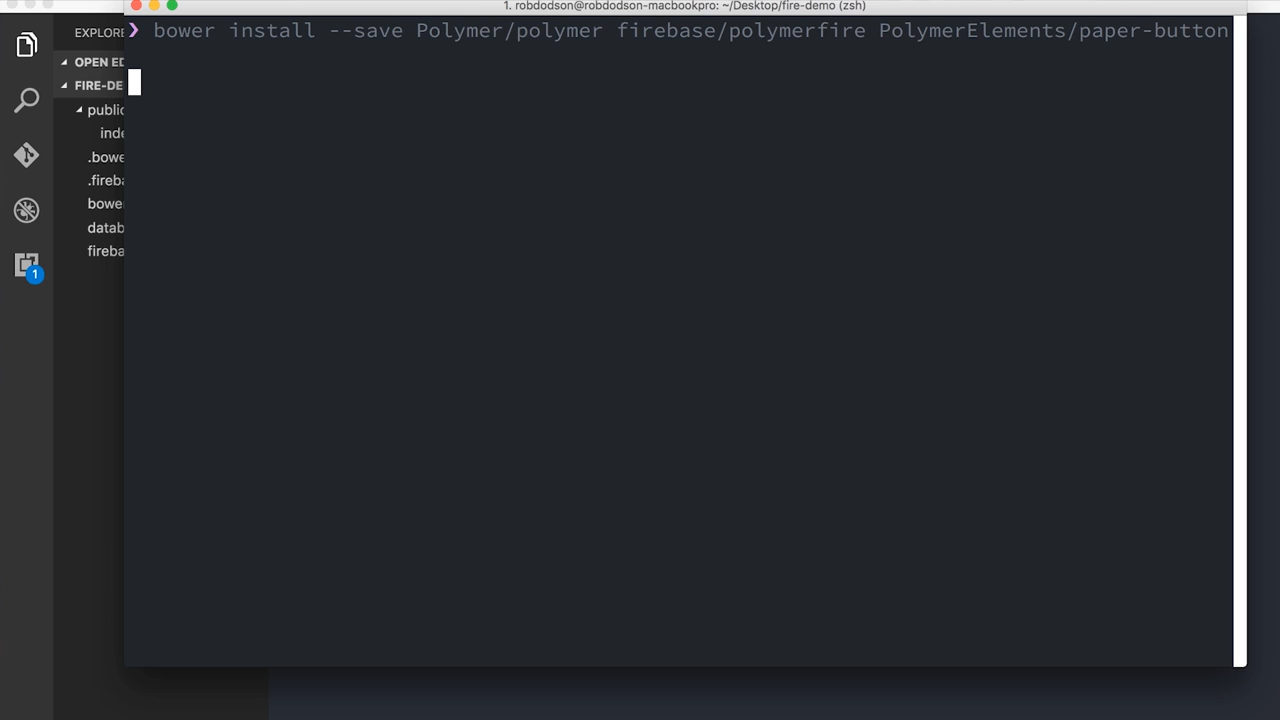 1. robdodson@robdodson-macbookpro: ~/Desktop/fire-demo (zsh)
❯ bower install --save Polymer/polymer firebase/polymerfire PolymerElements/paper-button
EXPLORE
OPEN ED
FIRE-DE
public
inde
.bowe
.fireba
bower
datab
fireba
1